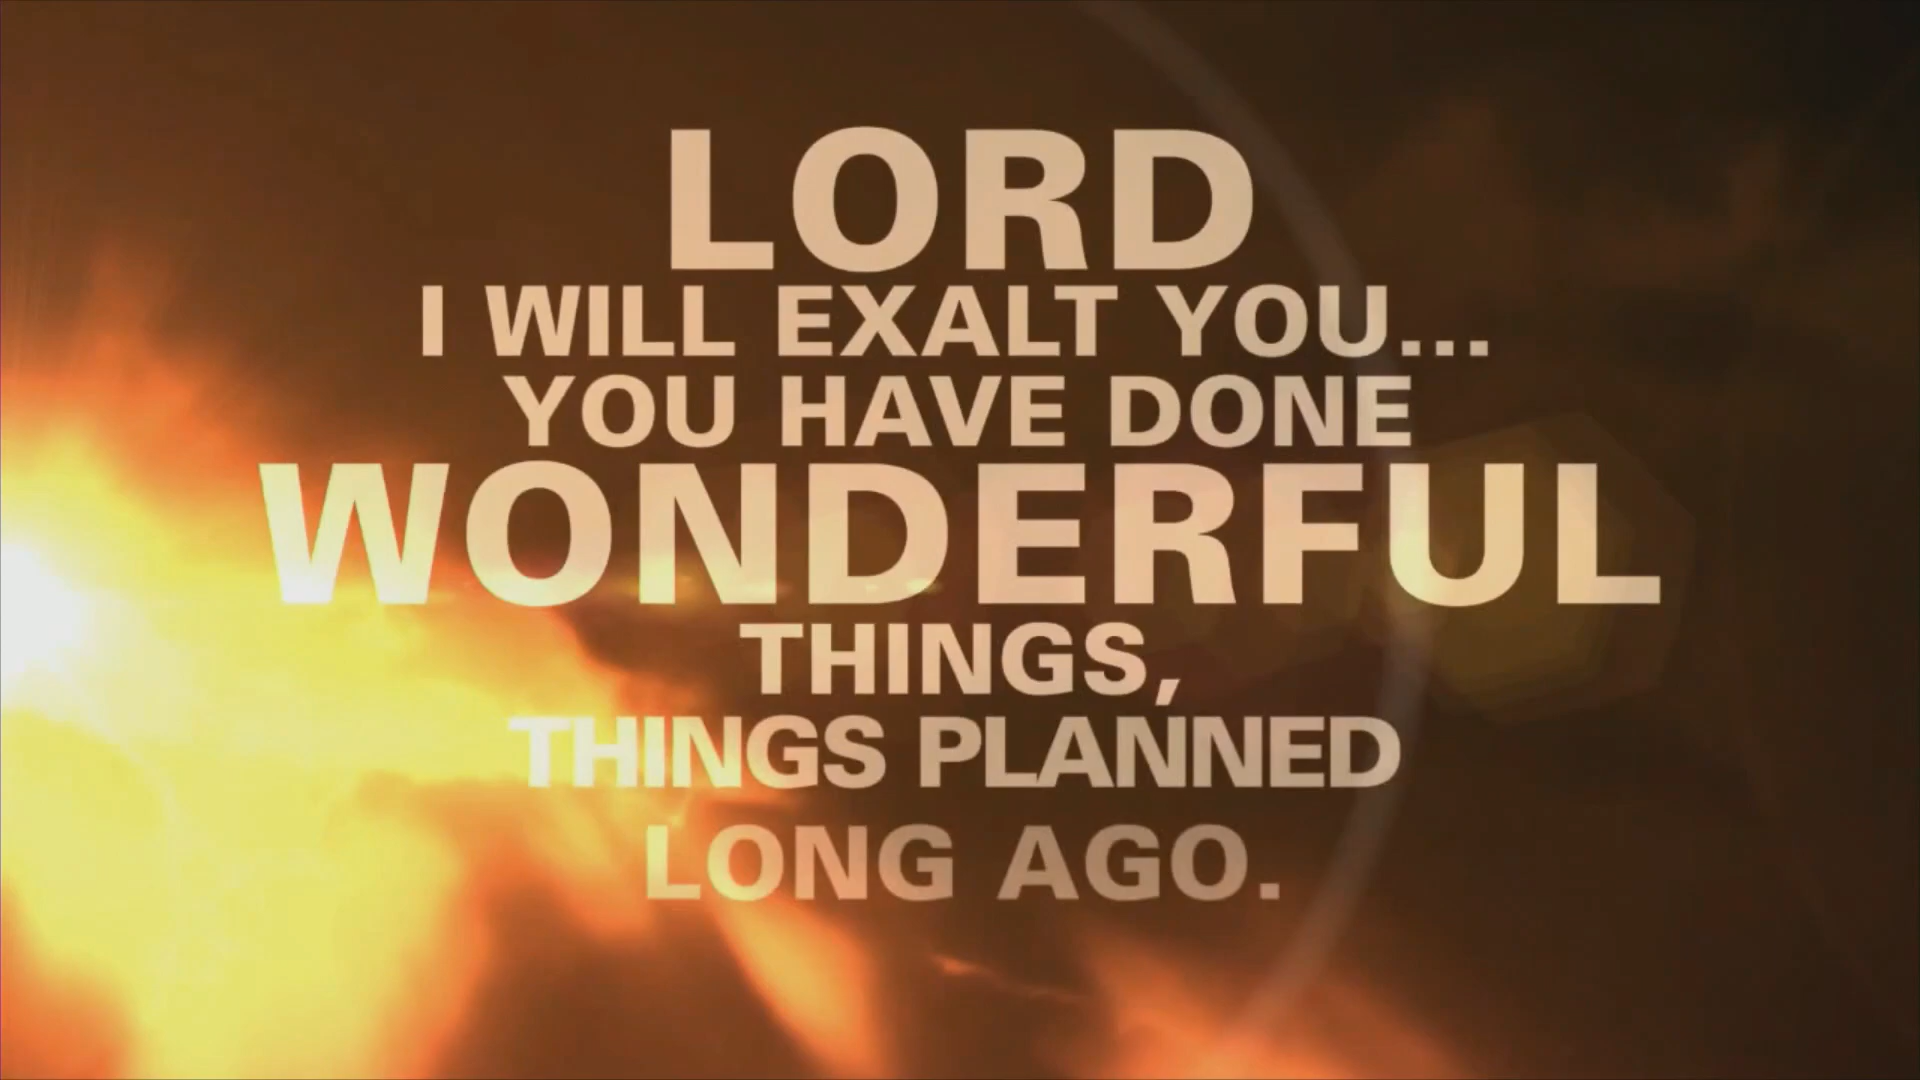 LORD
I WILL EXALT YOU...
YOU HAVE DONE
WONDERFUL
THINGS,
THINGS PLANNED
LONG AGO.